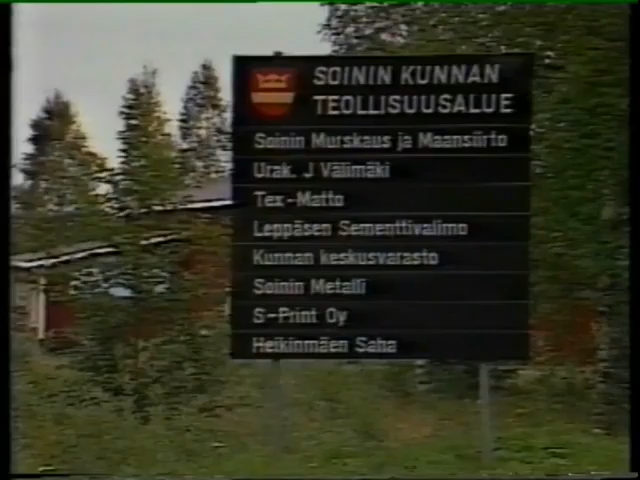 SOININ KUNNAN
TEOLLISUUSALUE
Soinin Murskaus ja Maansiirto
Urak. J Välimäki
Tex-Matto
Leppäsen Sementtivalimo
Kunnan keskusvarasto
Soinin Metalli
S-Print Oy
Heikinmäen Saha